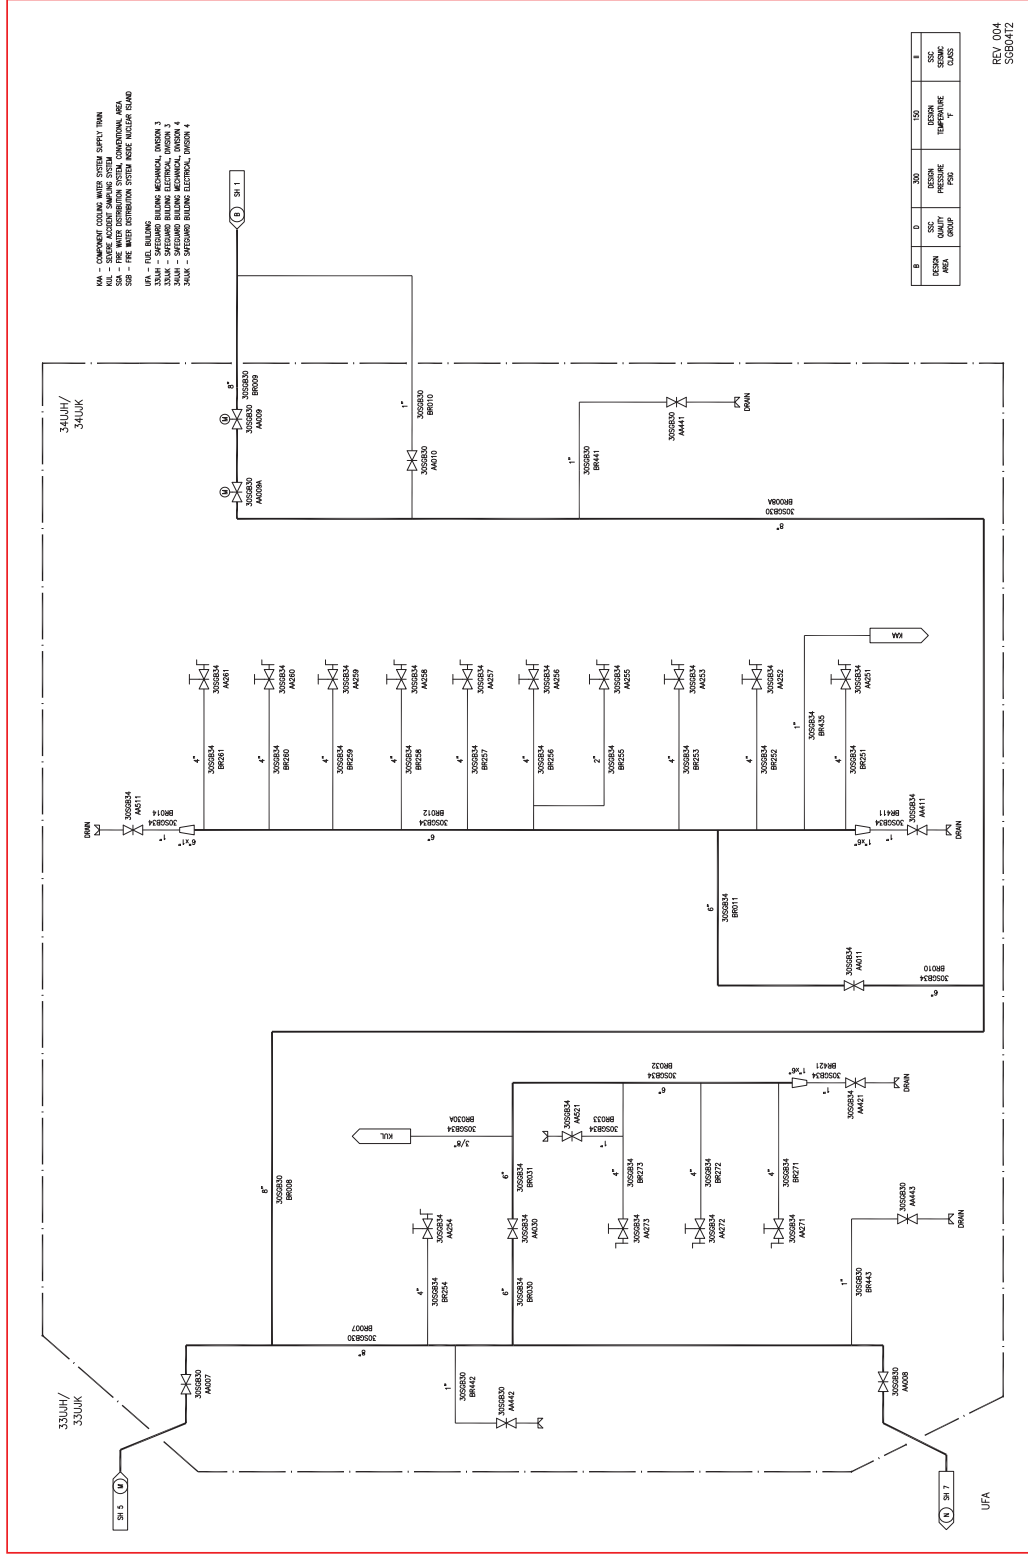 REV 004
SGB04T2
KAA – COMPONENT COOLING WATER SYSTEM SUPPLY TRAIN
KUL – SEVERE ACCIDENT SAMPLING SYSTEM
SGA – FIRE WATER DISTRIBUTION SYSTEM, CONVENTIONAL AREA
SGB – FIRE WATER DISTRIBUTION SYSTEM INSIDE NUCLEAR ISLAND
UFA – FUEL BUILDING
33UJH – SAFEGUARD BUILDING MECHANICAL, DIVISION 3
33UJK – SAFEGUARD BUILDING ELECTRICAL, DIVISION 3
34UJH – SAFEGUARD BUILDING MECHANICAL, DIVISION 4
34UJK – SAFEGUARD BUILDING ELECTRICAL, DIVISION 4
B D 300 150 II
DESIGN AREA
SSC QUALITY GROUP
DESIGN PRESSURE PSIG
DESIGN TEMPERATURE °F
SSC SEISMIC CLASS
B SH 1
34UJH/
34UJK
8"
30SGB30
BR009
M
30SGB30
AA009
M
30SGB30
AA009A
1"
30SGB30
BR010
30SGB30
AA010
1"
30SGB30
BR441
30SGB30
AA441
DRAIN
8"
30SGB30
BR008A
30SGB34
AA261
30SGB34
AA260
30SGB34
AA259
30SGB34
AA258
30SGB34
AA257
30SGB34
AA256
30SGB34
AA255
30SGB34
AA253
30SGB34
AA252
30SGB34
AA251
KAA
4"
30SGB34
BR261
4"
30SGB34
BR260
4"
30SGB34
BR259
4"
30SGB34
BR258
4"
30SGB34
BR257
4"
30SGB34
BR256
2"
30SGB34
BR255
4"
30SGB34
BR253
4"
30SGB34
BR252
1"
30SGB34
BR435
4"
30SGB34
BR251
DRAIN
30SGB34
AA511
1"
30SGB34
BR014
6"x1"
6"
30SGB34
BR012
1"x6"
1"
30SGB34
BR411
30SGB34
AA411
DRAIN
6"
30SGB34
BR011
30SGB34
AA011
6"
30SGB34
BR010
8"
30SGB30
BR008
KUL
3/8"
30SGB34
BR030A
6"
30SGB34
BR031
30SGB34
AA030
6"
30SGB34
BR030
30SGB34
AA521
1"
30SGB34
BR033
6"
30SGB34
BR032
1"x6"
1"
30SGB34
BR421
30SGB34
AA421
DRAIN
4"
30SGB34
BR273
4"
30SGB34
BR272
4"
30SGB34
BR271
30SGB34
AA273
30SGB34
AA272
30SGB34
AA271
30SGB34
AA254
4"
30SGB34
BR254
30SGB30
AA443
DRAIN
1"
30SGB30
BR443
8"
30SGB30
BR007
1"
30SGB30
BR442
30SGB30
AA442
30SGB30
AA007
30SGB30
AA008
33UJH/
33UJK
SH 5 M
N SH 7
UFA